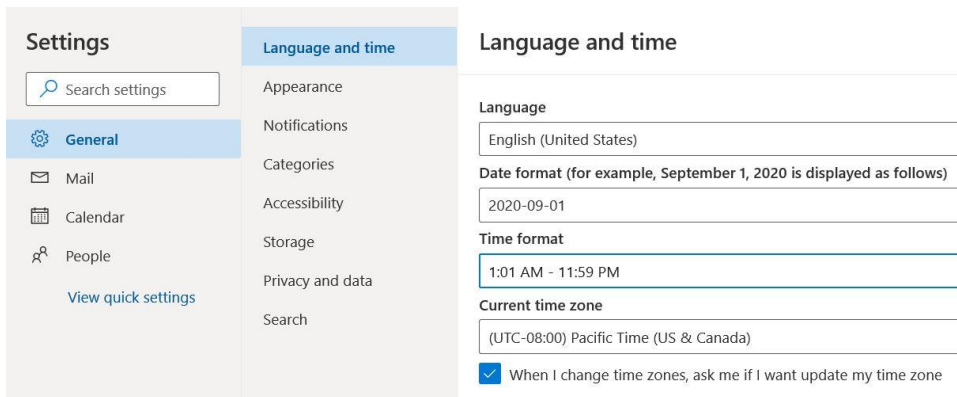 Settings
Search settings
General
Mail
Calendar
People
View quick settings
Language and time
Appearance
Notifications
Categories
Accessibility
Storage
Privacy and data
Search
Language and time
Language
English (United States)
Date format (for example, September 1, 2020 is displayed as follows)
2020-09-01
Time format
1:01 AM - 11:59 PM
Current time zone
(UTC-08:00) Pacific Time (US & Canada)
When I change time zones, ask me if I want update my time zone